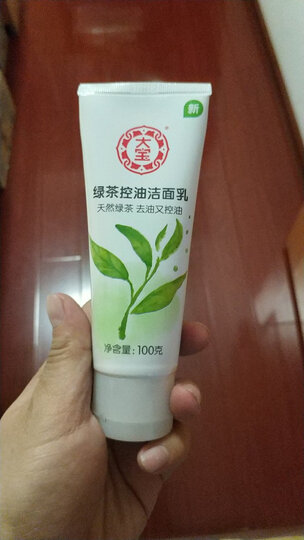 新
大宝
®
绿茶控油洁面乳
天然绿茶 去油又控油
净含量:100克